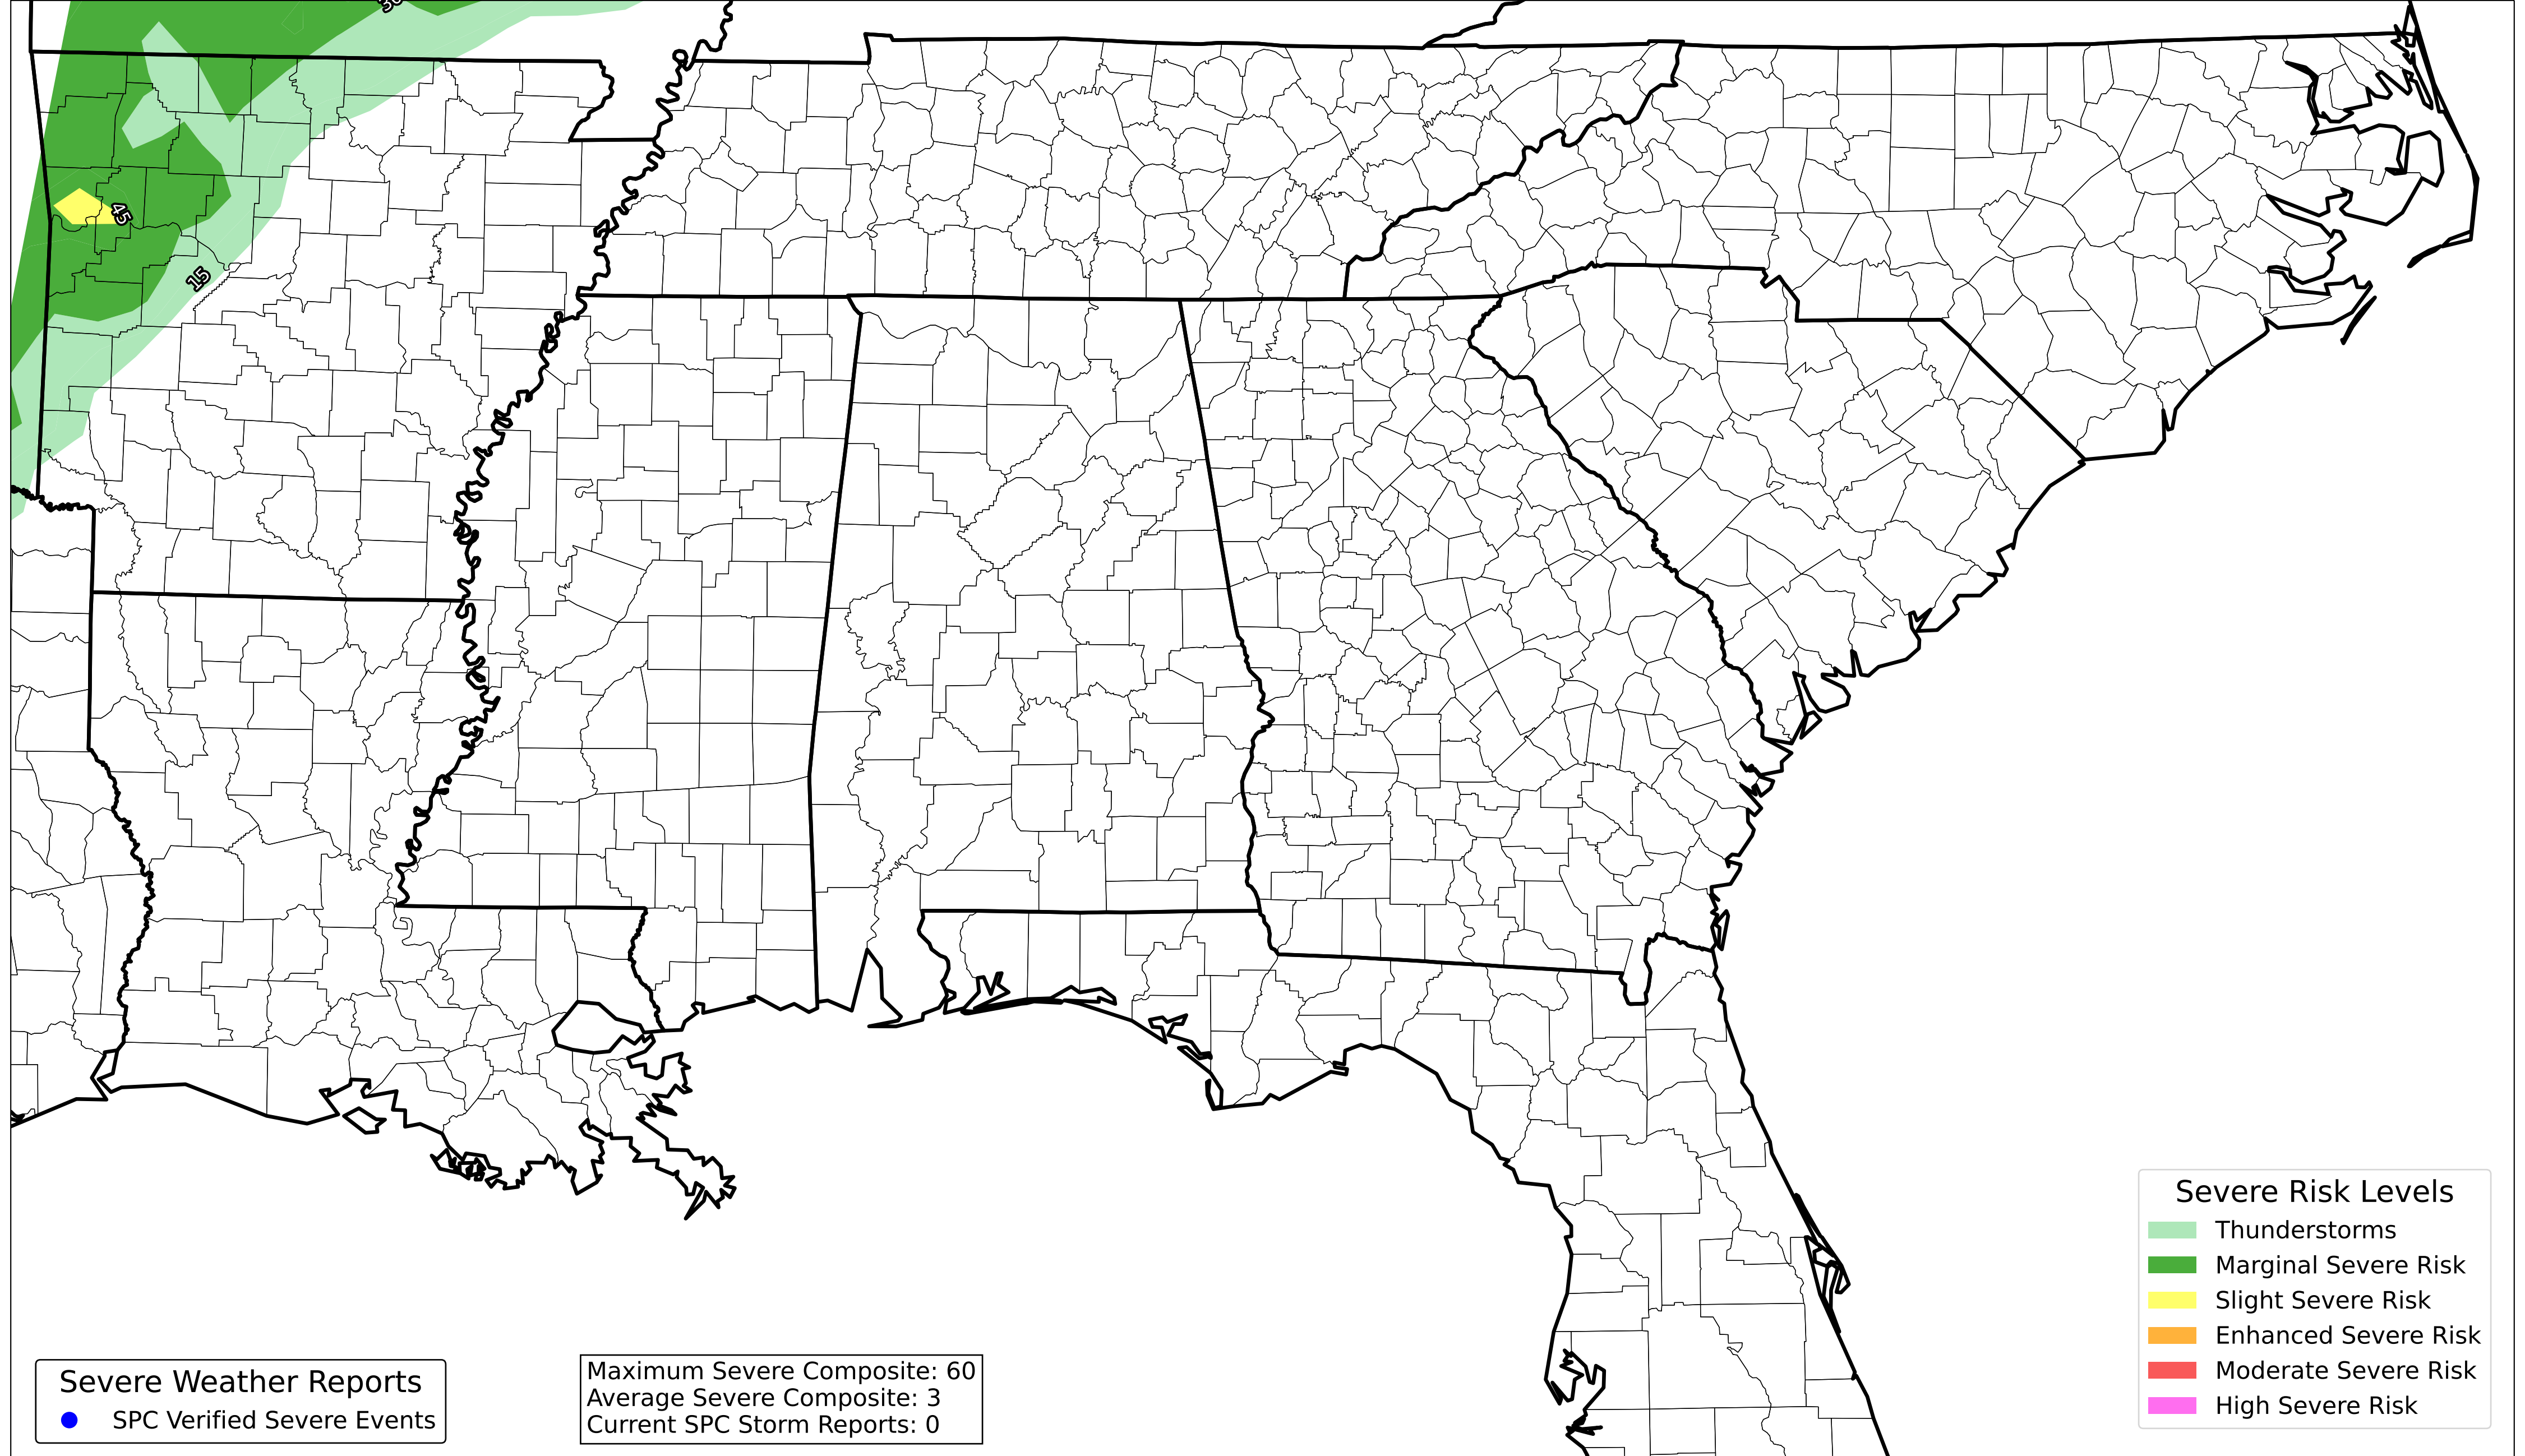 45
15
Severe Risk Levels
Thunderstorms
Marginal Severe Risk
Slight Severe Risk
Enhanced Severe Risk
Moderate Severe Risk
High Severe Risk
Maximum Severe Composite: 60
Average Severe Composite: 3
Current SPC Storm Reports: 0
Severe Weather Reports
SPC Verified Severe Events